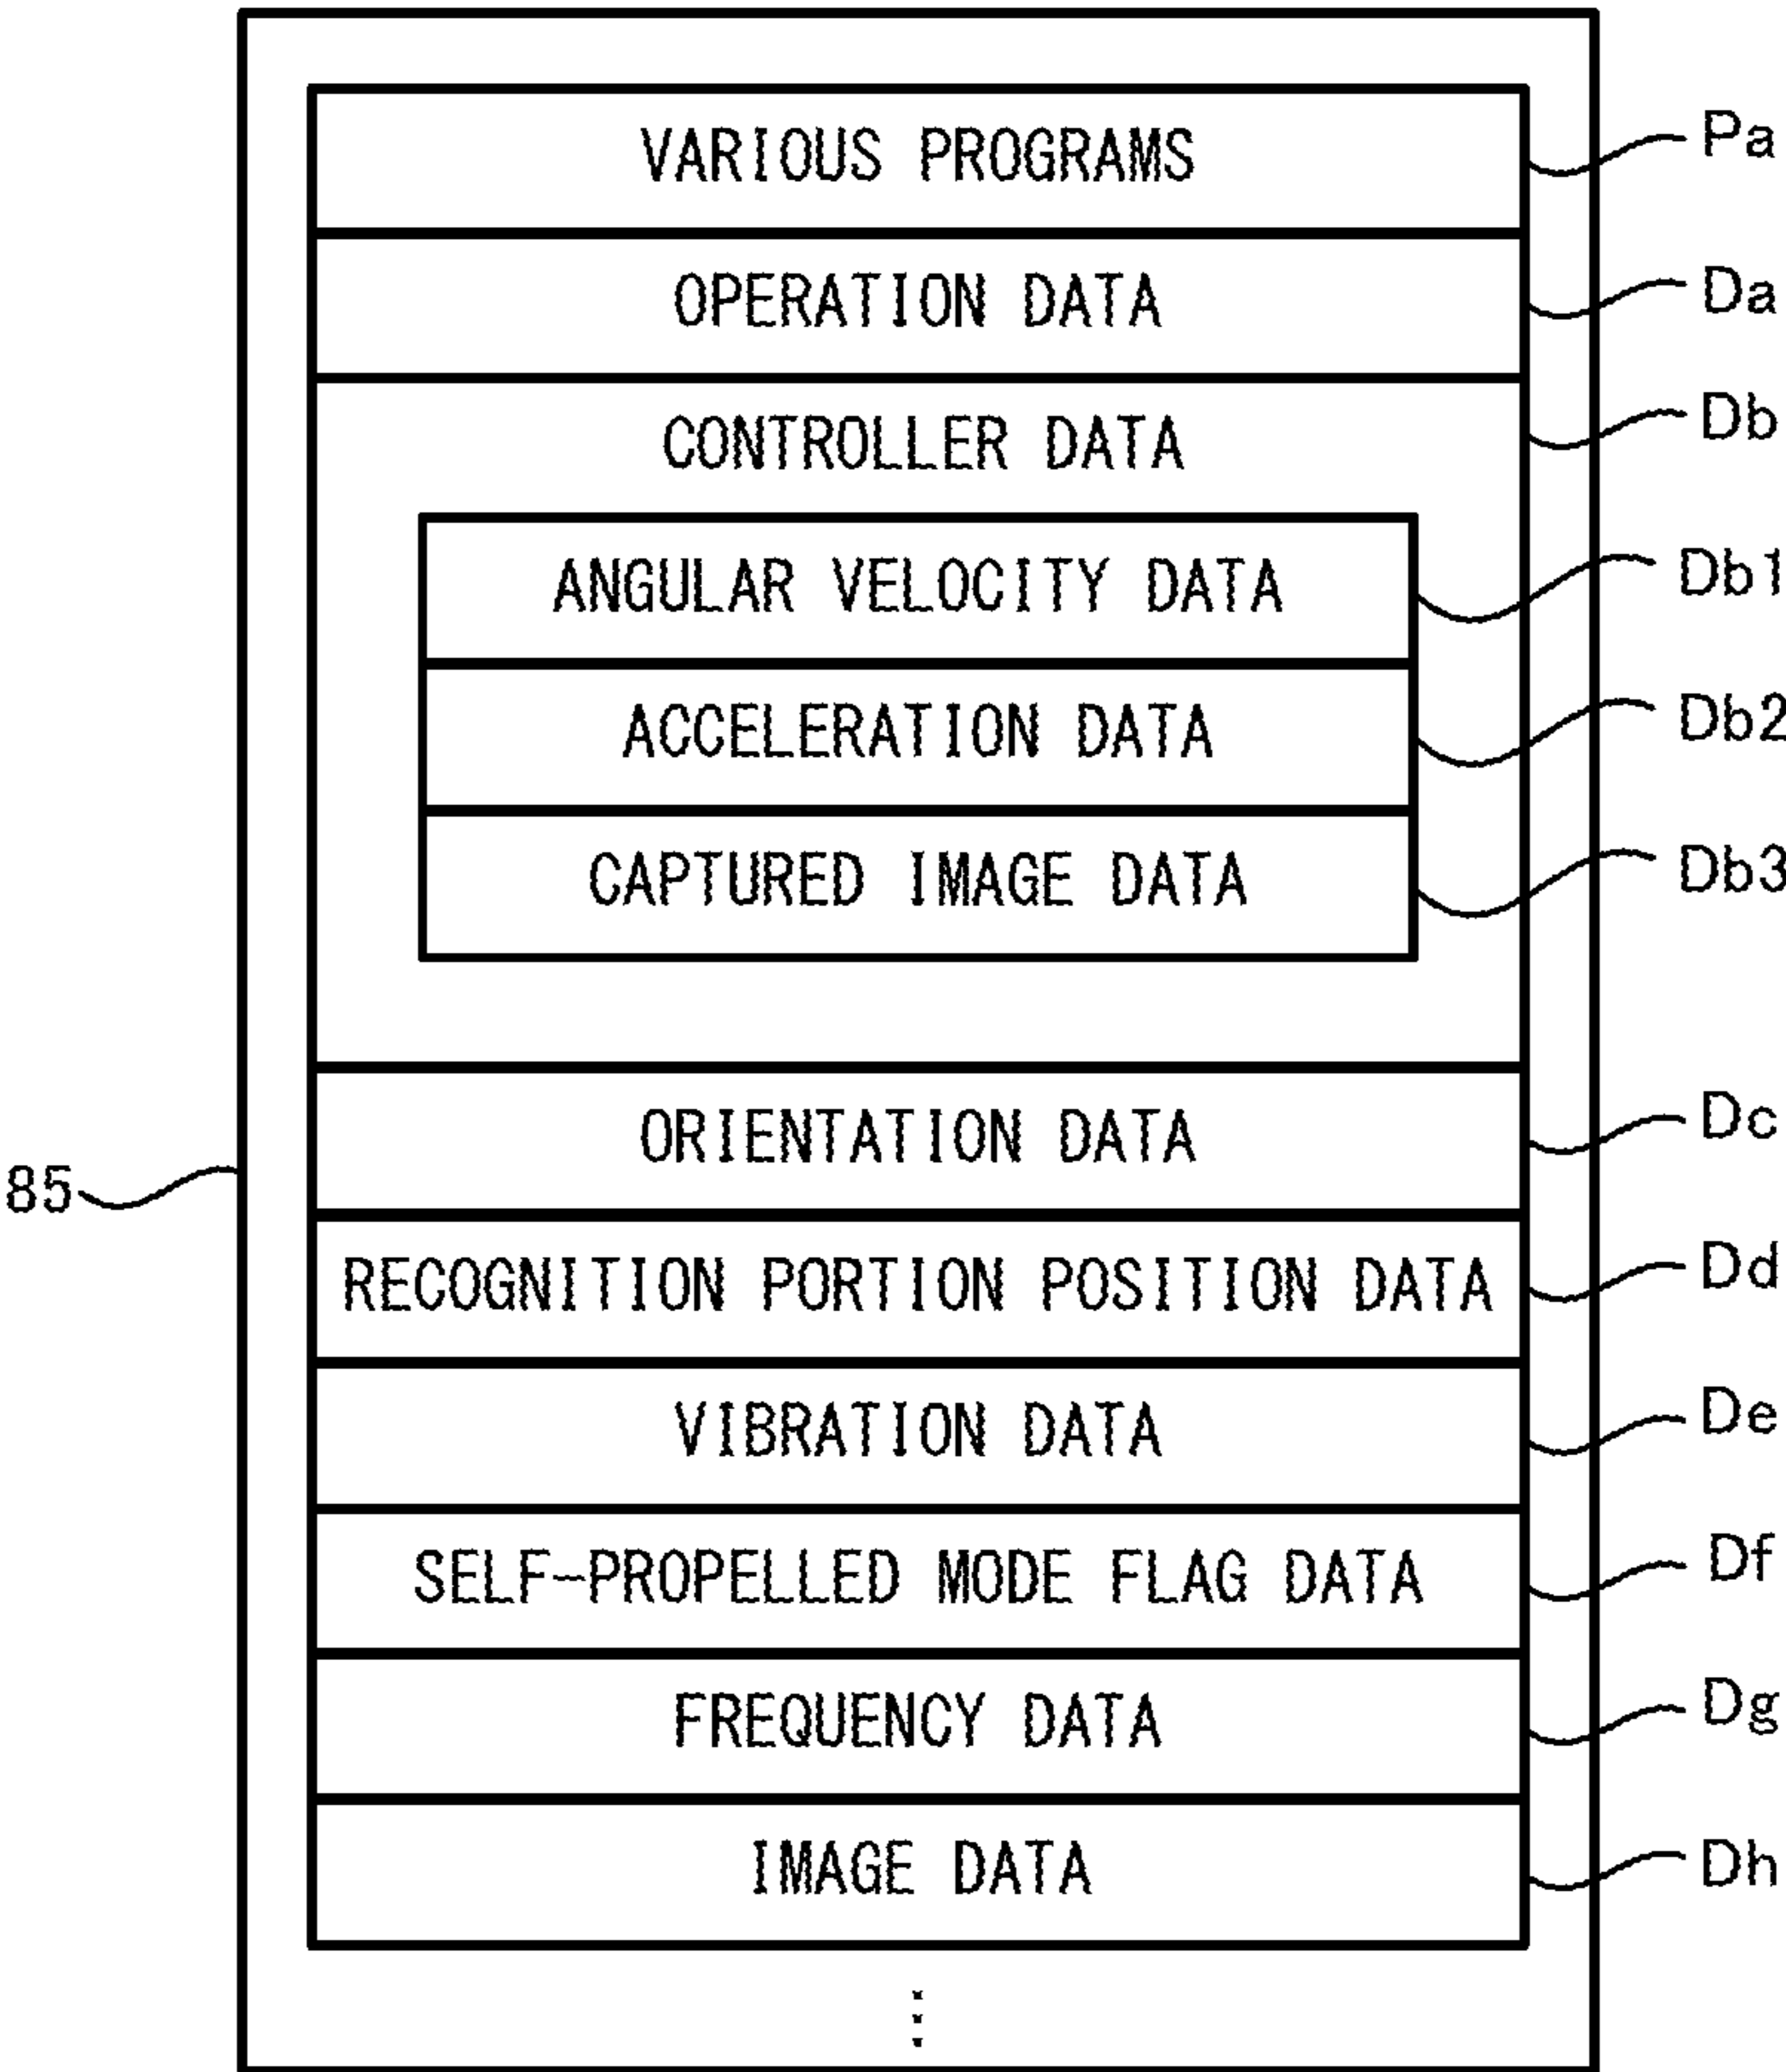 VARIOUS PROGRAMS Pa
OPERATION DATA Da
CONTROLLER DATA Db
ANGULAR VELOCITY DATA Db1
ACCELERATION DATA Db2
CAPTURED IMAGE DATA Db3
ORIENTATION DATA Dc
85
RECOGNITION PORTION POSITION DATA Dd
VIBRATION DATA De
SELF-PROPELLED MODE FLAG DATA Df
FREQUENCY DATA Dg
IMAGE DATA Dh